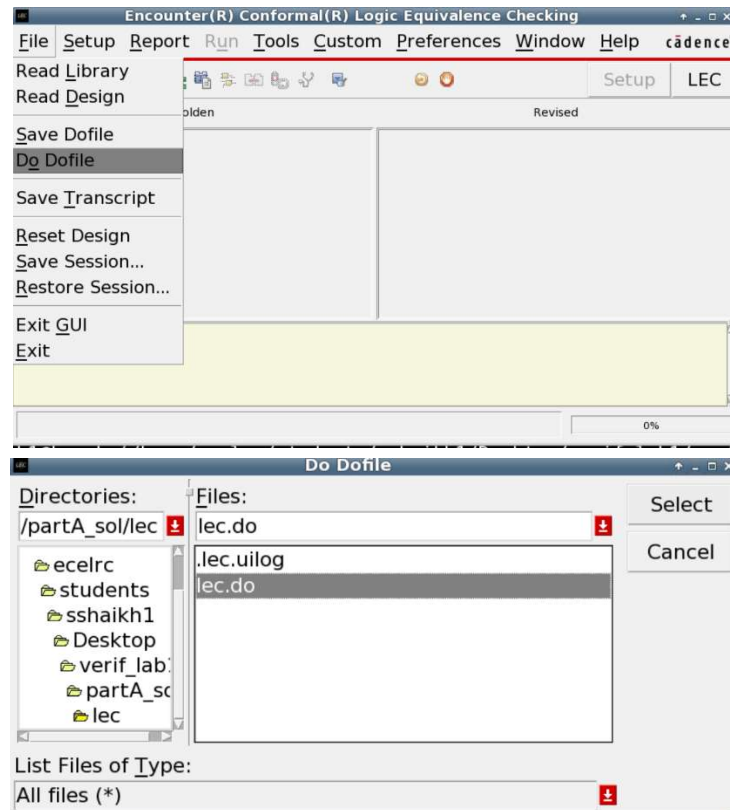 Encounter(R) Conformal(R) Logic Equivalence Checking
File Setup Report Run Tools Custom Preferences Window Help cādence
Read Library
Read Design
Setup LEC
olden Revised
Save Dofile
Do Dofile
Save Transcript
Reset Design
Save Session...
Restore Session...
Exit GUI
Exit
0%
Do Dofile
Directories: Files:
/partA_sol/lec lec.do
Select
Cancel
.lec.uilog
lec.do
ecelrc
students
sshaikh1
Desktop
verif_lab
partA_so
lec
List Files of Type:
All files (*)